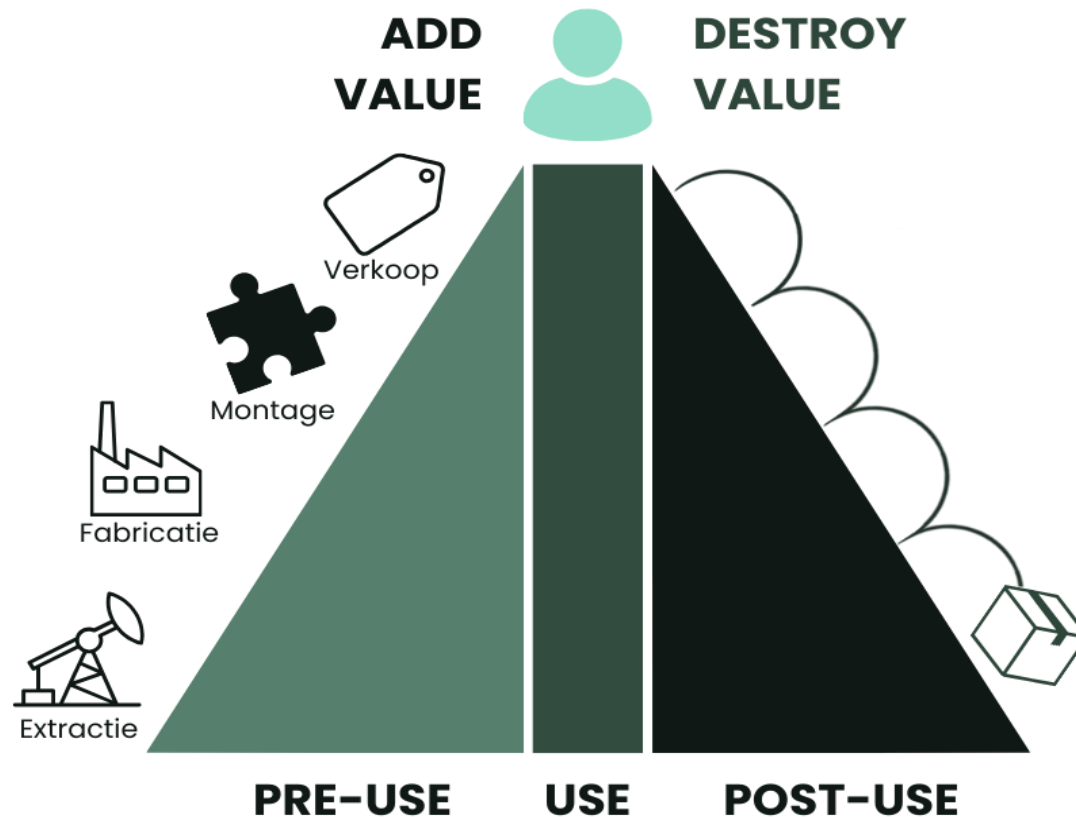 ADD
VALUE
DESTROY
VALUE
Verkoop
Montage
Fabricatie
Extractie
PRE-USE
USE
POST-USE